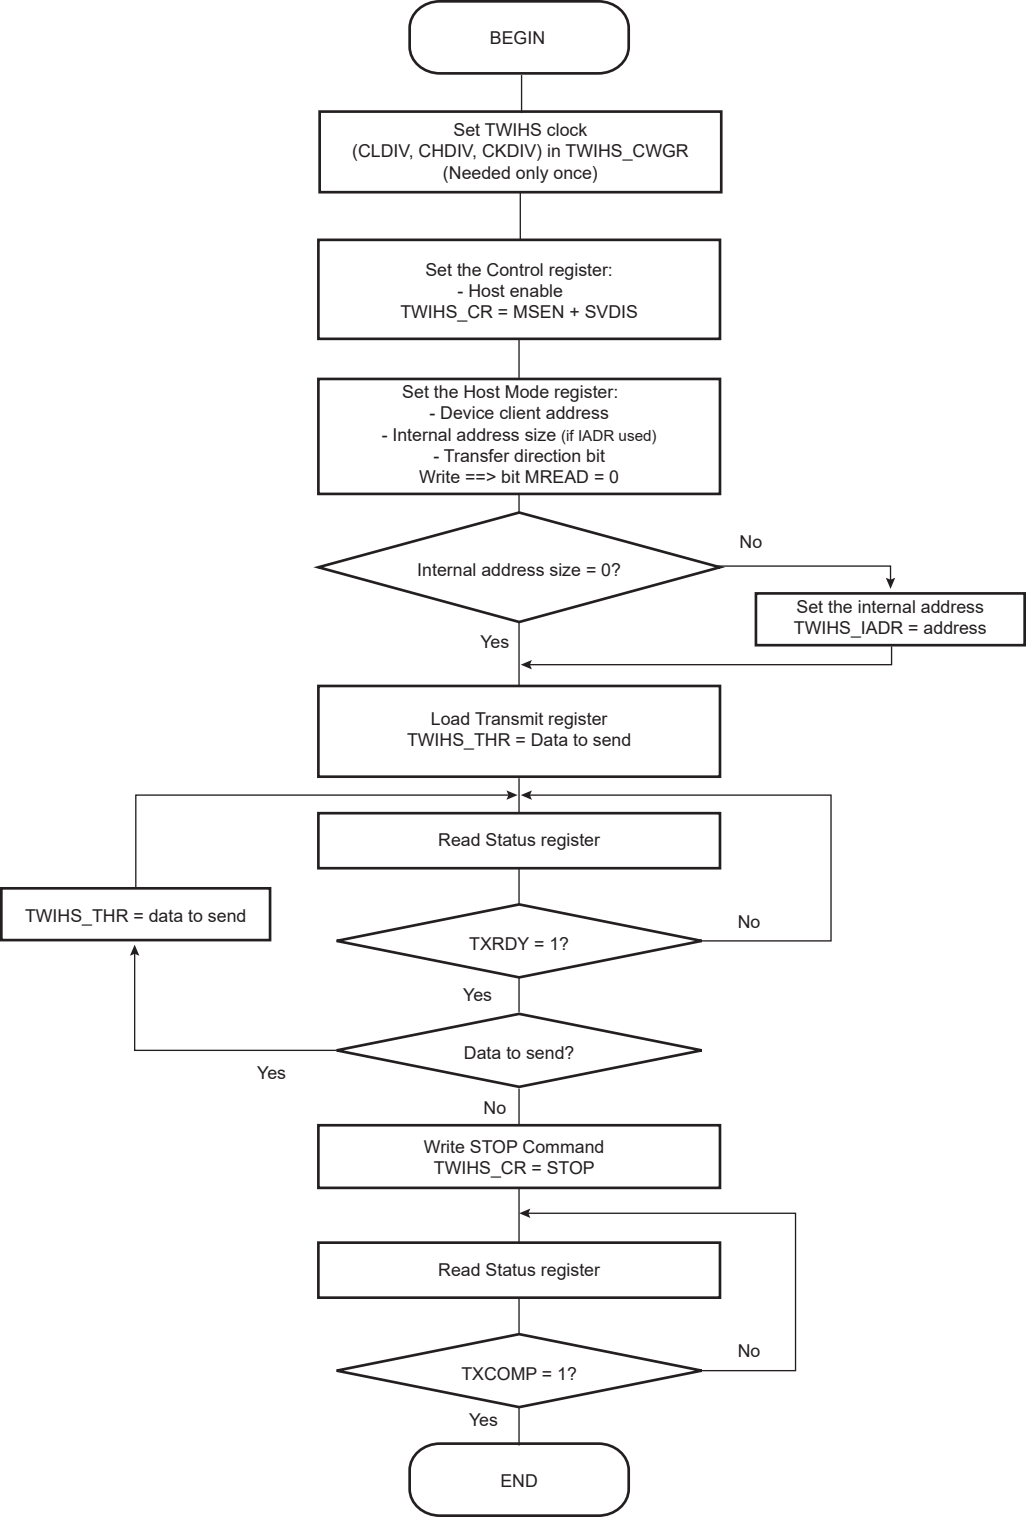 BEGIN
Set TWIHS clock
(CLDIV, CHDIV, CKDIV) in TWIHS_CWGR
(Needed only once)
Set the Control register:
- Host enable
TWIHS_CR = MSEN + SVDIS
Set the Host Mode register:
- Device client address
- Internal address size (if IADR used)
- Transfer direction bit
Write ==> bit MREAD = 0
Internal address size = 0?
No
Set the internal address
TWIHS_IADR = address
Yes
Load Transmit register
TWIHS_THR = Data to send
Read Status register
TWIHS_THR = data to send
TXRDY = 1?
No
Yes
Data to send?
Yes
No
Write STOP Command
TWIHS_CR = STOP
Read Status register
TXCOMP = 1?
No
Yes
END